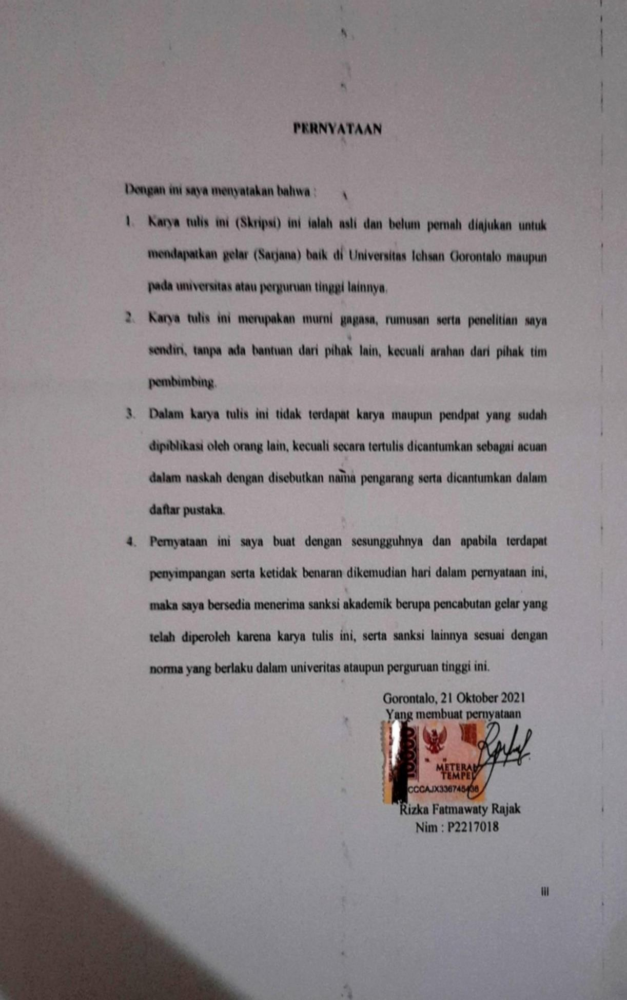 PERNYATAAN
Dengan ini saya menyatakan bahwa :
1. Karya tulis ini (Skripsi) ini ialah asli dan belum pernah diajukan untuk
mendapatkan gelar (Sarjana) baik di Universitas Ichsan Gorontalo maupun
pada universitas atau perguruan tinggi lainnya.
2. Karya tulis ini merupakan murni gagasa, rumusan serta penelitian saya
sendiri, tanpa ada bantuan dari pihak lain, kecuali arahan dari pihak tim
pembimbing.
3. Dalam karya tulis ini tidak terdapat karya maupun pendpat yang sudah
dipiblikasi oleh orang lain, kecuali secara tertulis dicantumkan sebagai acuan
dalam naskah dengan disebutkan nama pengarang serta dicantumkan dalam
daftar pustaka.
4. Pernyataan ini saya buat dengan sesungguhnya dan apabila terdapat
penyimpangan serta ketidak benaran dikemudian hari dalam pernyataan ini,
maka saya bersedia menerima sanksi akademik berupa pencabutan gelar yang
telah diperoleh karena karya tulis ini, serta sanksi lainnya sesuai dengan
norma yang berlaku dalam univeritas ataupun perguruan tinggi ini.
Gorontalo, 21 Oktober 2021
Yang membuat pernyataan
10000
METERAI
TEMPEL
CCCAJX336745436
Rizka Fatmawaty Rajak
Nim : P2217018
iii